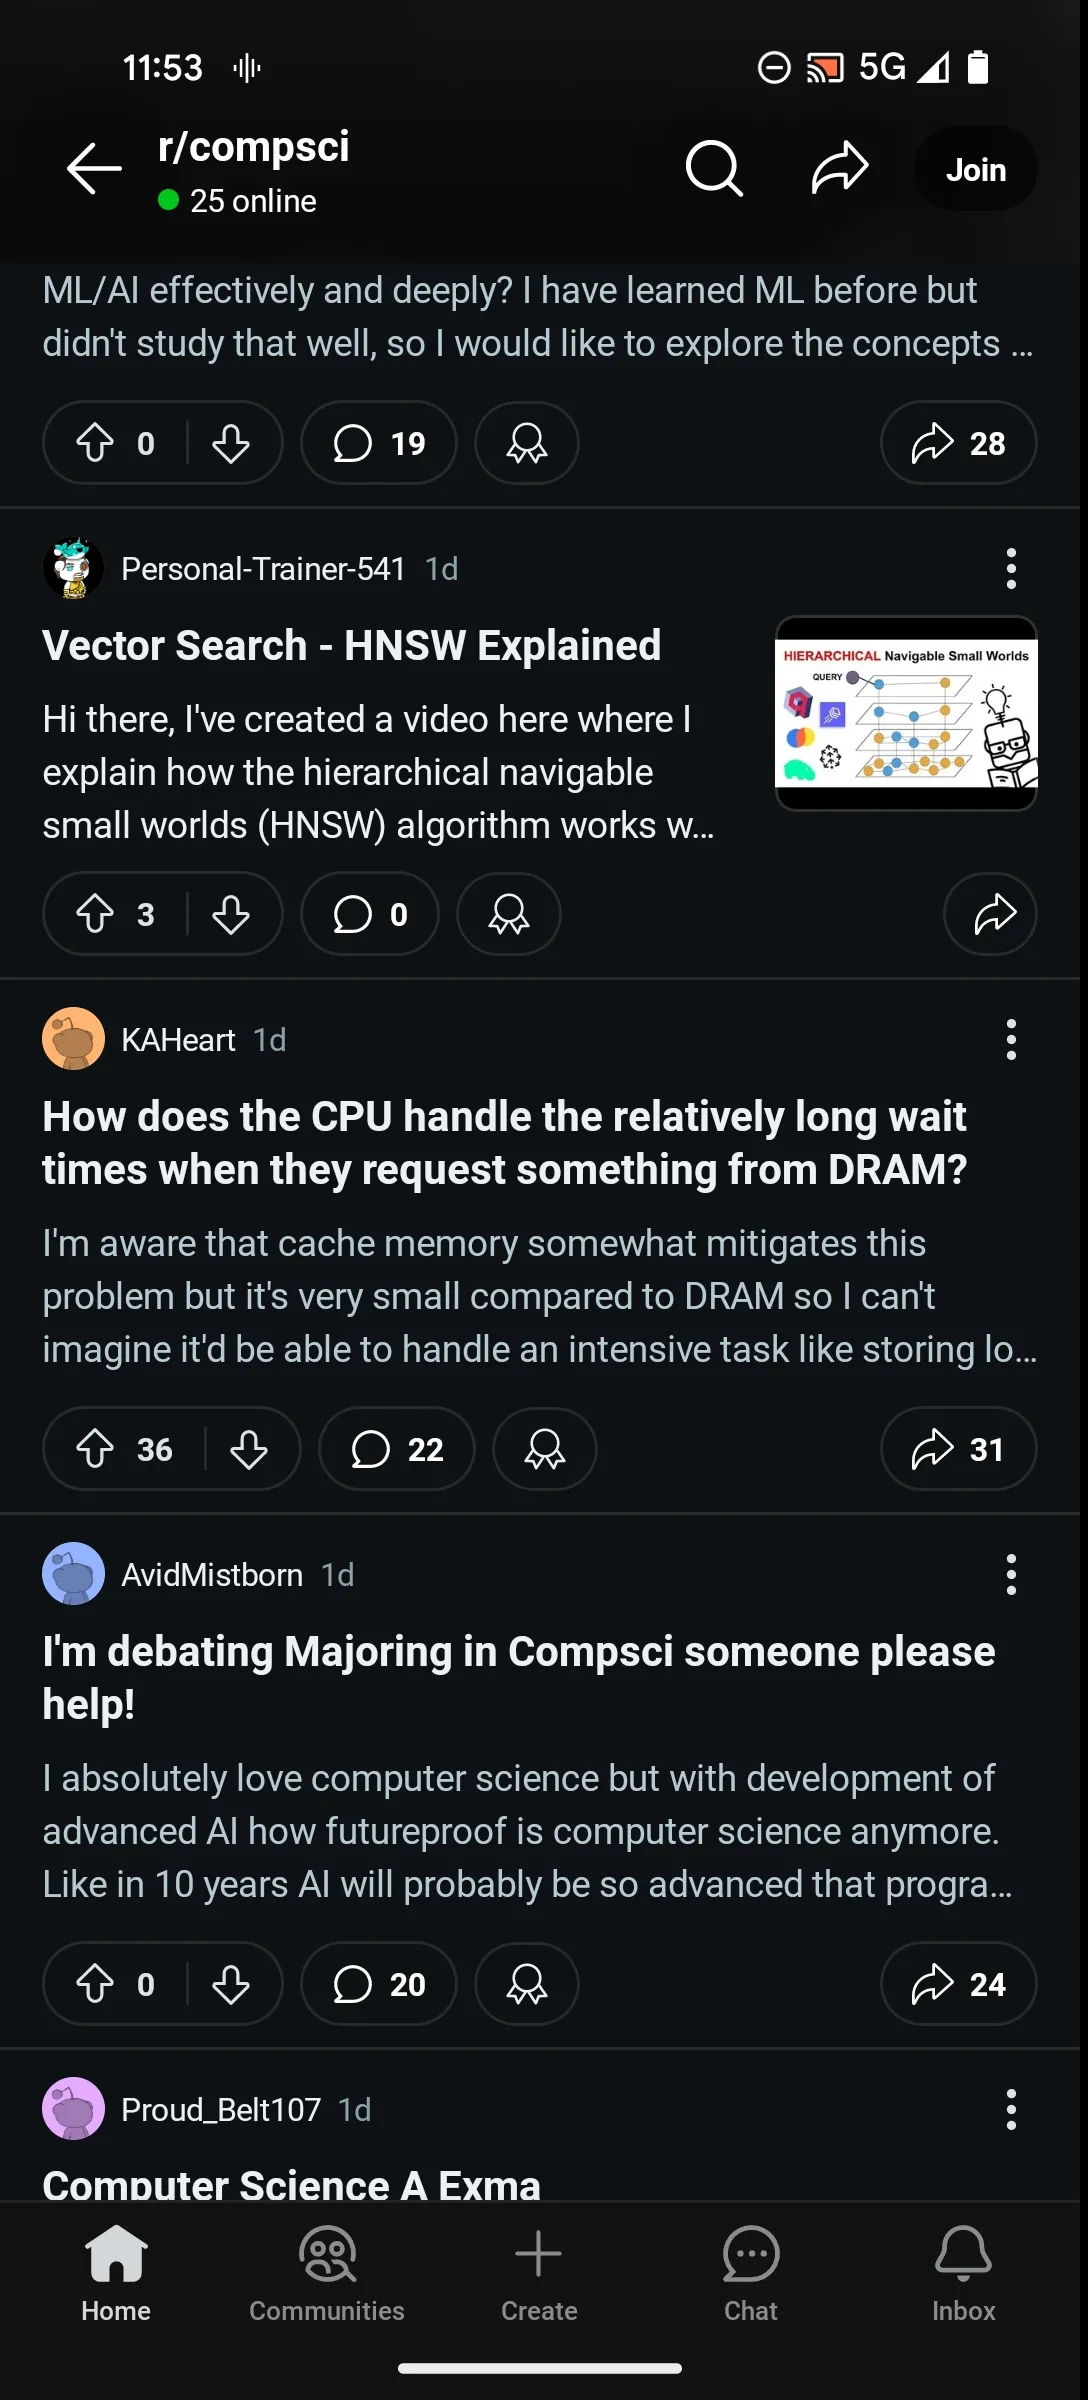 11:53
5G
r/compsci
25 online
Join
ML/AI effectively and deeply? I have learned ML before but
didn't study that well, so I would like to explore the concepts ...
0
19
28
Personal-Trainer-541 1d
Vector Search - HNSW Explained
Hi there, I've created a video here where I
explain how the hierarchical navigable
small worlds (HNSW) algorithm works w...
HIERARCHICAL Navigable Small Worlds
QUERY
3
0
KAHeart 1d
How does the CPU handle the relatively long wait
times when they request something from DRAM?
I'm aware that cache memory somewhat mitigates this
problem but it's very small compared to DRAM so I can't
imagine it'd be able to handle an intensive task like storing lo...
36
22
31
AvidMistborn 1d
I'm debating Majoring in Compsci someone please
help!
I absolutely love computer science but with development of
advanced AI how futureproof is computer science anymore.
Like in 10 years AI will probably be so advanced that progra...
0
20
24
Proud_Belt107 1d
Computer Science A Exma
Home
Communities
Create
Chat
Inbox